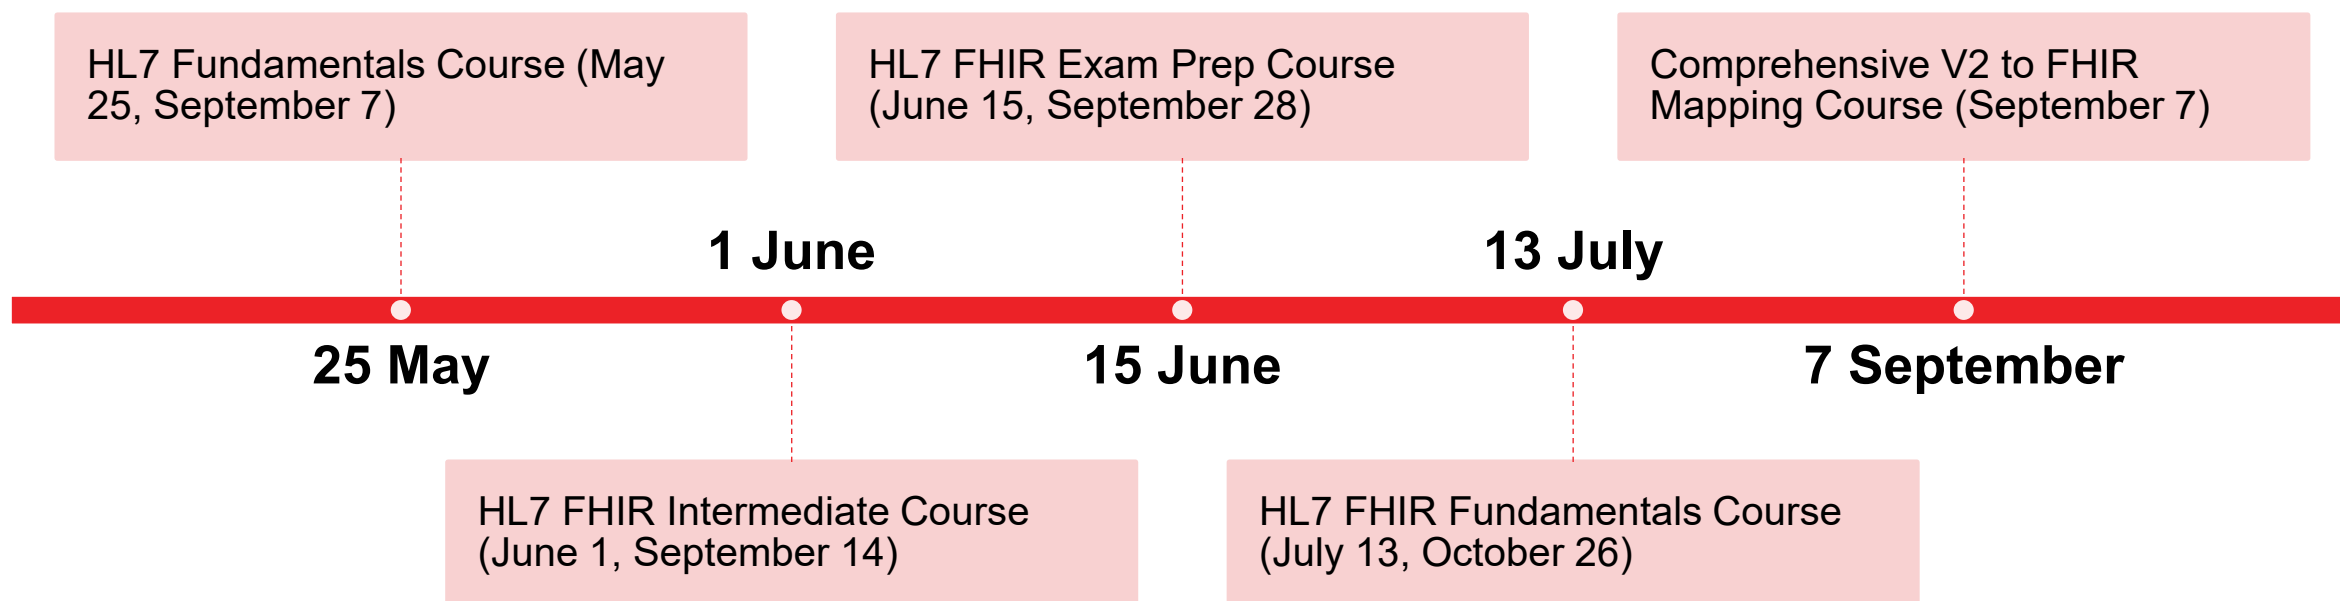 HL7 Fundamentals Course (May
25, September 7)
HL7 FHIR Exam Prep Course
(June 15, September 28)
Comprehensive V2 to FHIR
Mapping Course (September 7)
1 June
13 July
25 May
15 June
7 September
HL7 FHIR Intermediate Course
(June 1, September 14)
HL7 FHIR Fundamentals Course
(July 13, October 26)